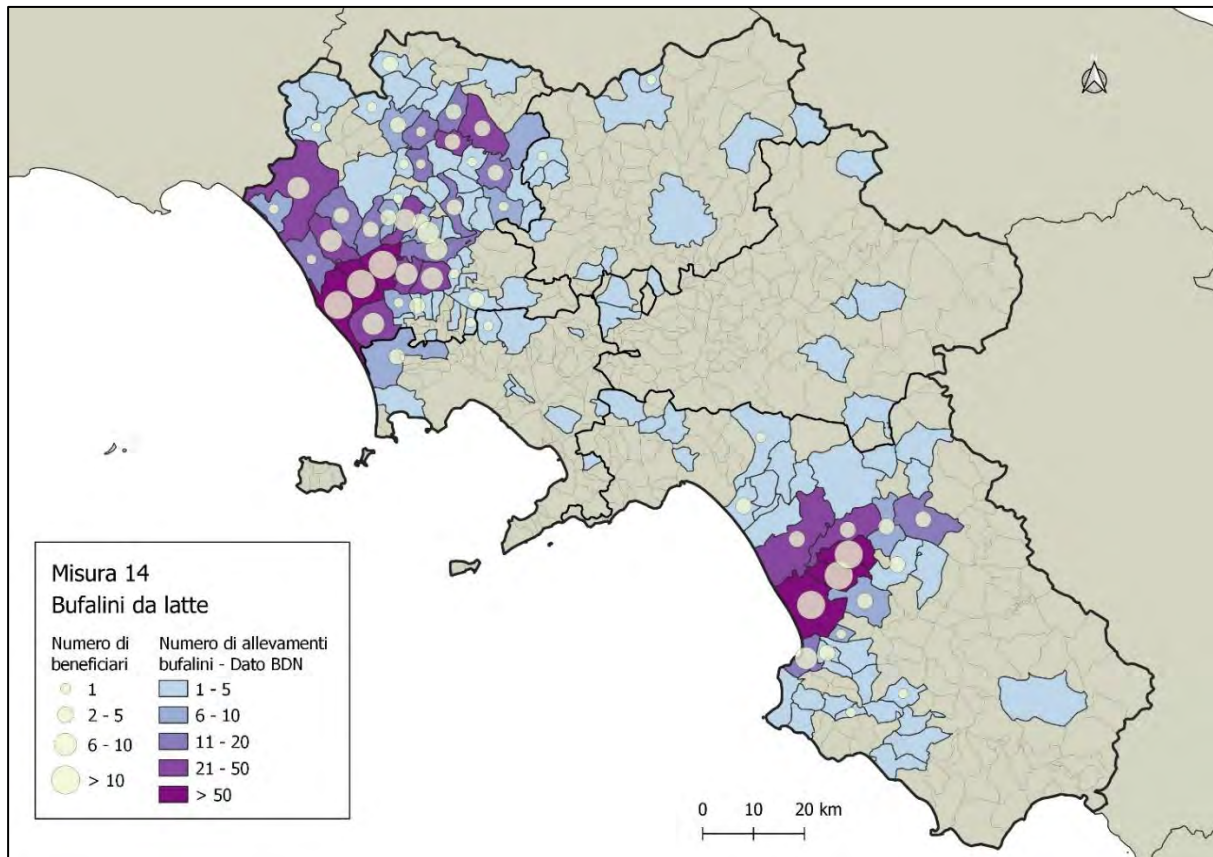 Misura 14
Bufalini da latte
Numero di
beneficiari
1
2 - 5
6 - 10
> 10
Numero di allevamenti
bufalini - Dato BDN
1 - 5
6 - 10
11 - 20
21 - 50
> 50
0 10 20 km